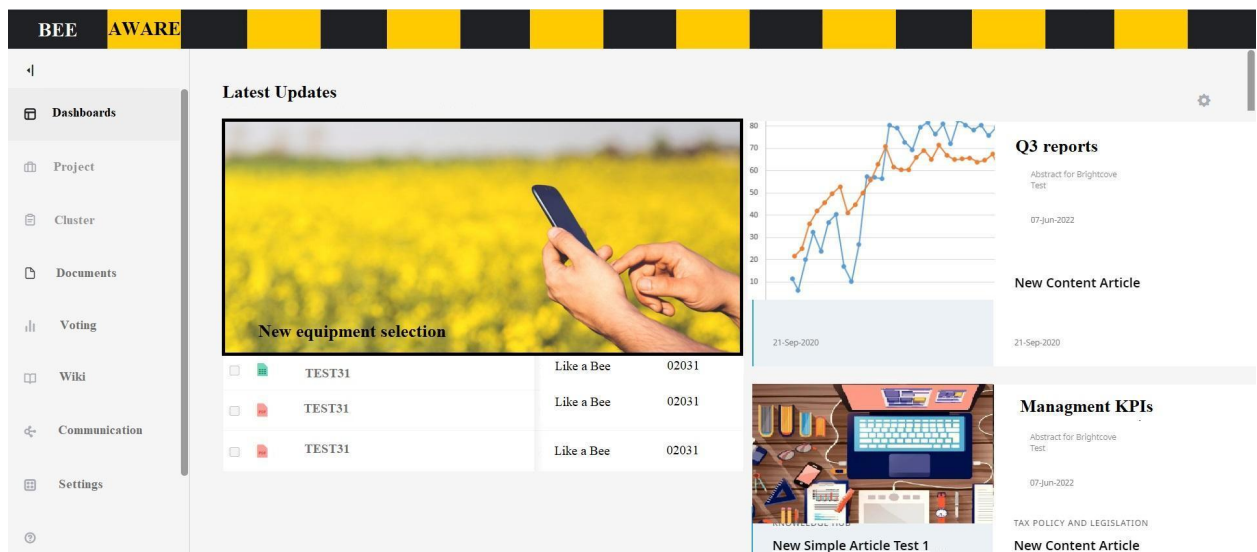 BEE AWARE
Dashboards
Project
Cluster
Documents
Voting
Wiki
Communication
Settings
Latest Updates
New equipment selection
TEST31 Like a Bee 02031
TEST31 Like a Bee 02031
TEST31 Like a Bee 02031
80
70
60
50
40
30
20
10
21-Sep-2020
Q3 reports
Abstract for Brightcove
Test
07-Jun-2022
New Content Article
21-Sep-2020
KNOWLEDGE HUB
New Simple Article Test 1
Managment KPIs
Abstract for Brightcove
Test
07-Jun-2022
TAX POLICY AND LEGISLATION
New Content Article